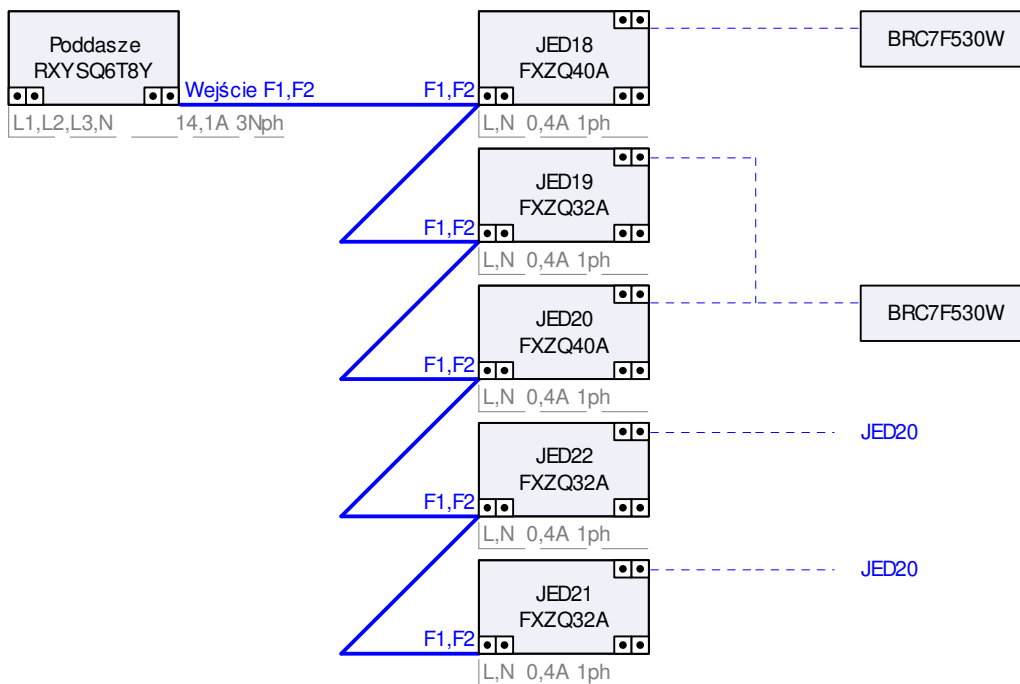 Poddasze
RXYSQ6T8Y
Wejście F1,F2
L1,L2,L3,N 14,1A 3Nph
F1,F2
JED18
FXZQ40A
L,N 0,4A 1ph
BRC7F530W
F1,F2
JED19
FXZQ32A
L,N 0,4A 1ph
F1,F2
JED20
FXZQ40A
L,N 0,4A 1ph
BRC7F530W
F1,F2
JED22
FXZQ32A
L,N 0,4A 1ph
JED20
F1,F2
JED21
FXZQ32A
L,N 0,4A 1ph
JED20